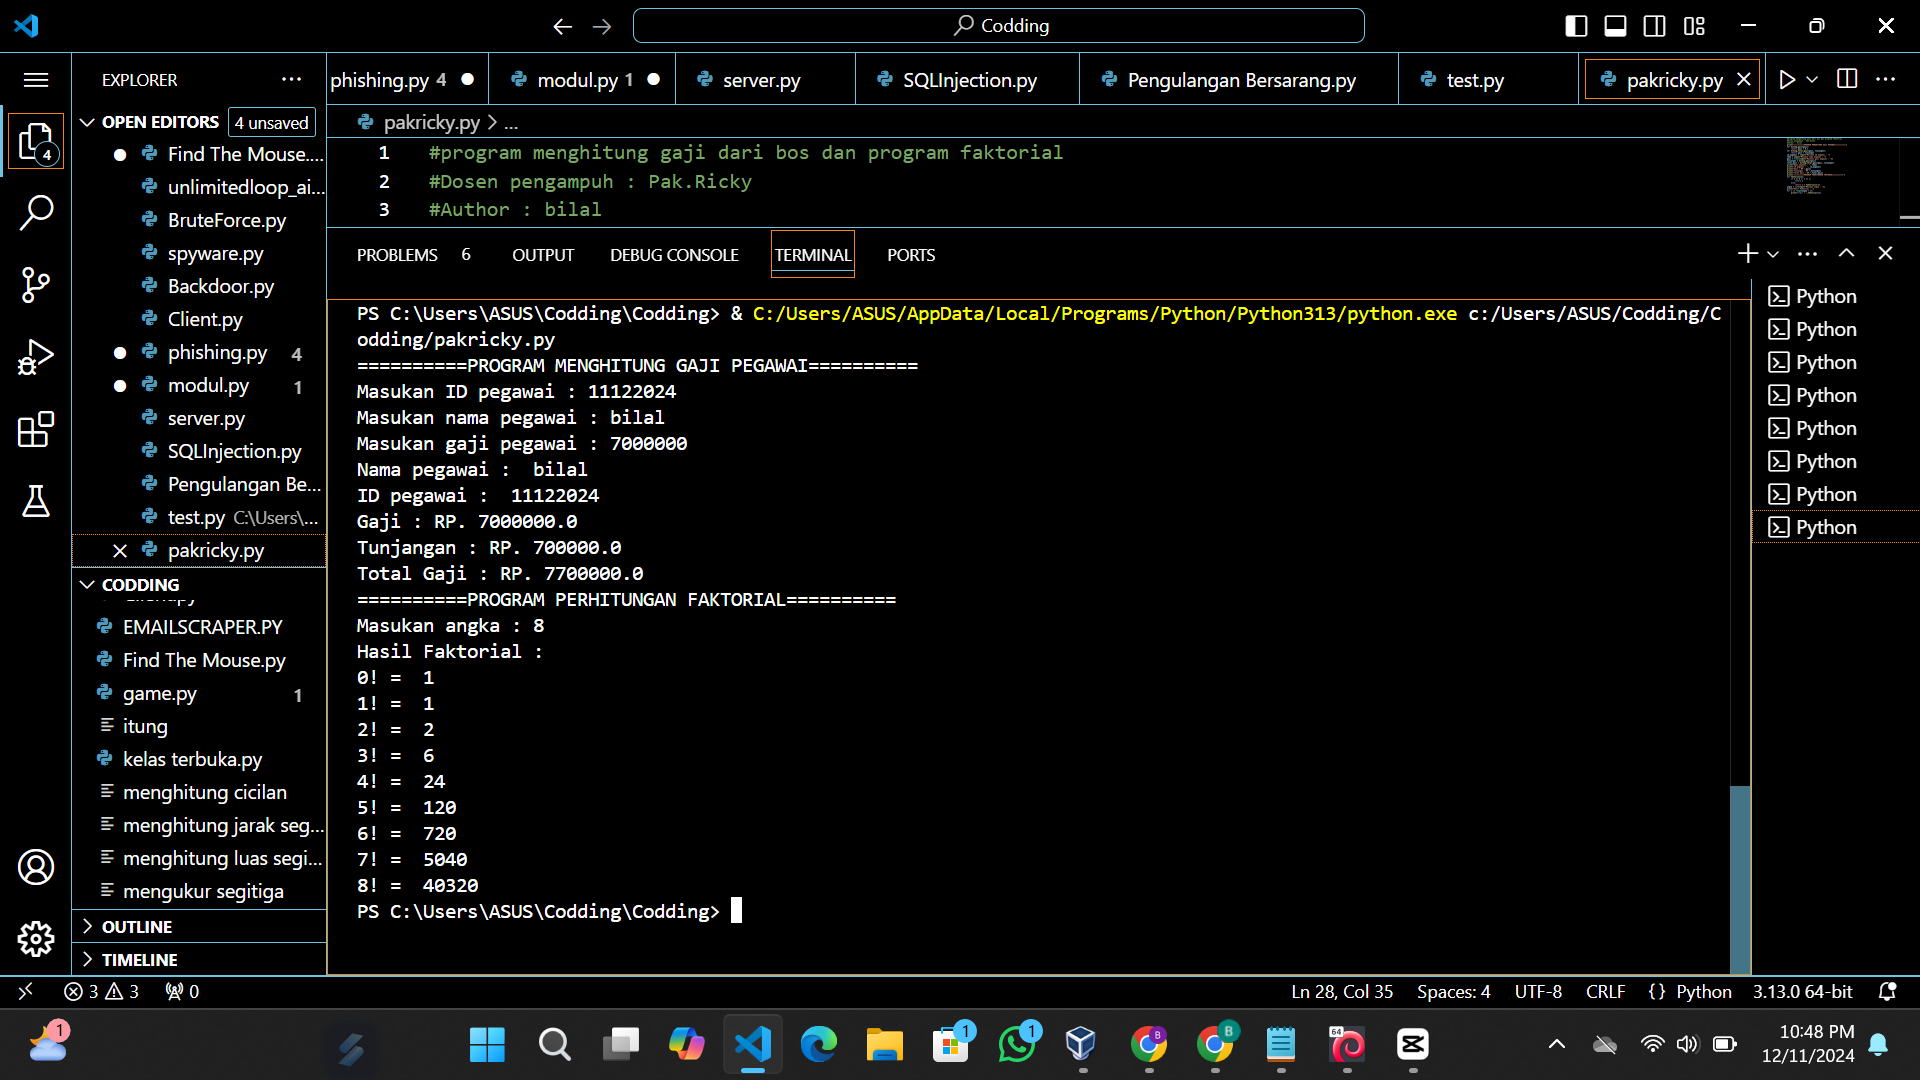 Codding
EXPLORER
phishing.py 4
modul.py 1
server.py
SQLInjection.py
Pengulangan Bersarang.py
test.py
pakricky.py
OPEN EDITORS
4 unsaved
Find The Mouse....
unlimitedloop_ai...
BruteForce.py
spyware.py
Backdoor.py
Client.py
phishing.py 4
modul.py 1
server.py
SQLInjection.py
Pengulangan Be...
test.py C:\Users\...
pakricky.py
CODDING
EMAILSCRAPER.PY
Find The Mouse.py
game.py 1
itung
kelas terbuka.py
menghitung cicilan
menghitung jarak seg...
menghitung luas segi...
mengukur segitiga
OUTLINE
TIMELINE
4
pakricky.py > ...
1 #program menghitung gaji dari bos dan program faktorial
2 #Dosen pengampuh : Pak.Ricky
3 #Author : bilal
PROBLEMS 6 OUTPUT DEBUG CONSOLE TERMINAL PORTS
PS C:\Users\ASUS\Codding\Codding> & C:/Users/ASUS/AppData/Local/Programs/Python/Python313/python.exe c:/Users/ASUS/Codding/C
odding/pakricky.py
==========PROGRAM MENGHITUNG GAJI PEGAWAI==========
Masukan ID pegawai : 11122024
Masukan nama pegawai : bilal
Masukan gaji pegawai : 7000000
Nama pegawai :  bilal
ID pegawai :  11122024
Gaji : RP. 7000000.0
Tunjangan : RP. 700000.0
Total Gaji : RP. 7700000.0
==========PROGRAM PERHITUNGAN FAKTORIAL==========
Masukan angka : 8
Hasil Faktorial :
0! =  1
1! =  1
2! =  2
3! =  6
4! =  24
5! =  120
6! =  720
7! =  5040
8! =  40320
PS C:\Users\ASUS\Codding\Codding>
Python
Python
Python
Python
Python
Python
Python
Python
3 3 0
Ln 28, Col 35 Spaces: 4 UTF-8 CRLF {} Python 3.13.0 64-bit
1
1
1
B
B
64
10:48 PM
12/11/2024